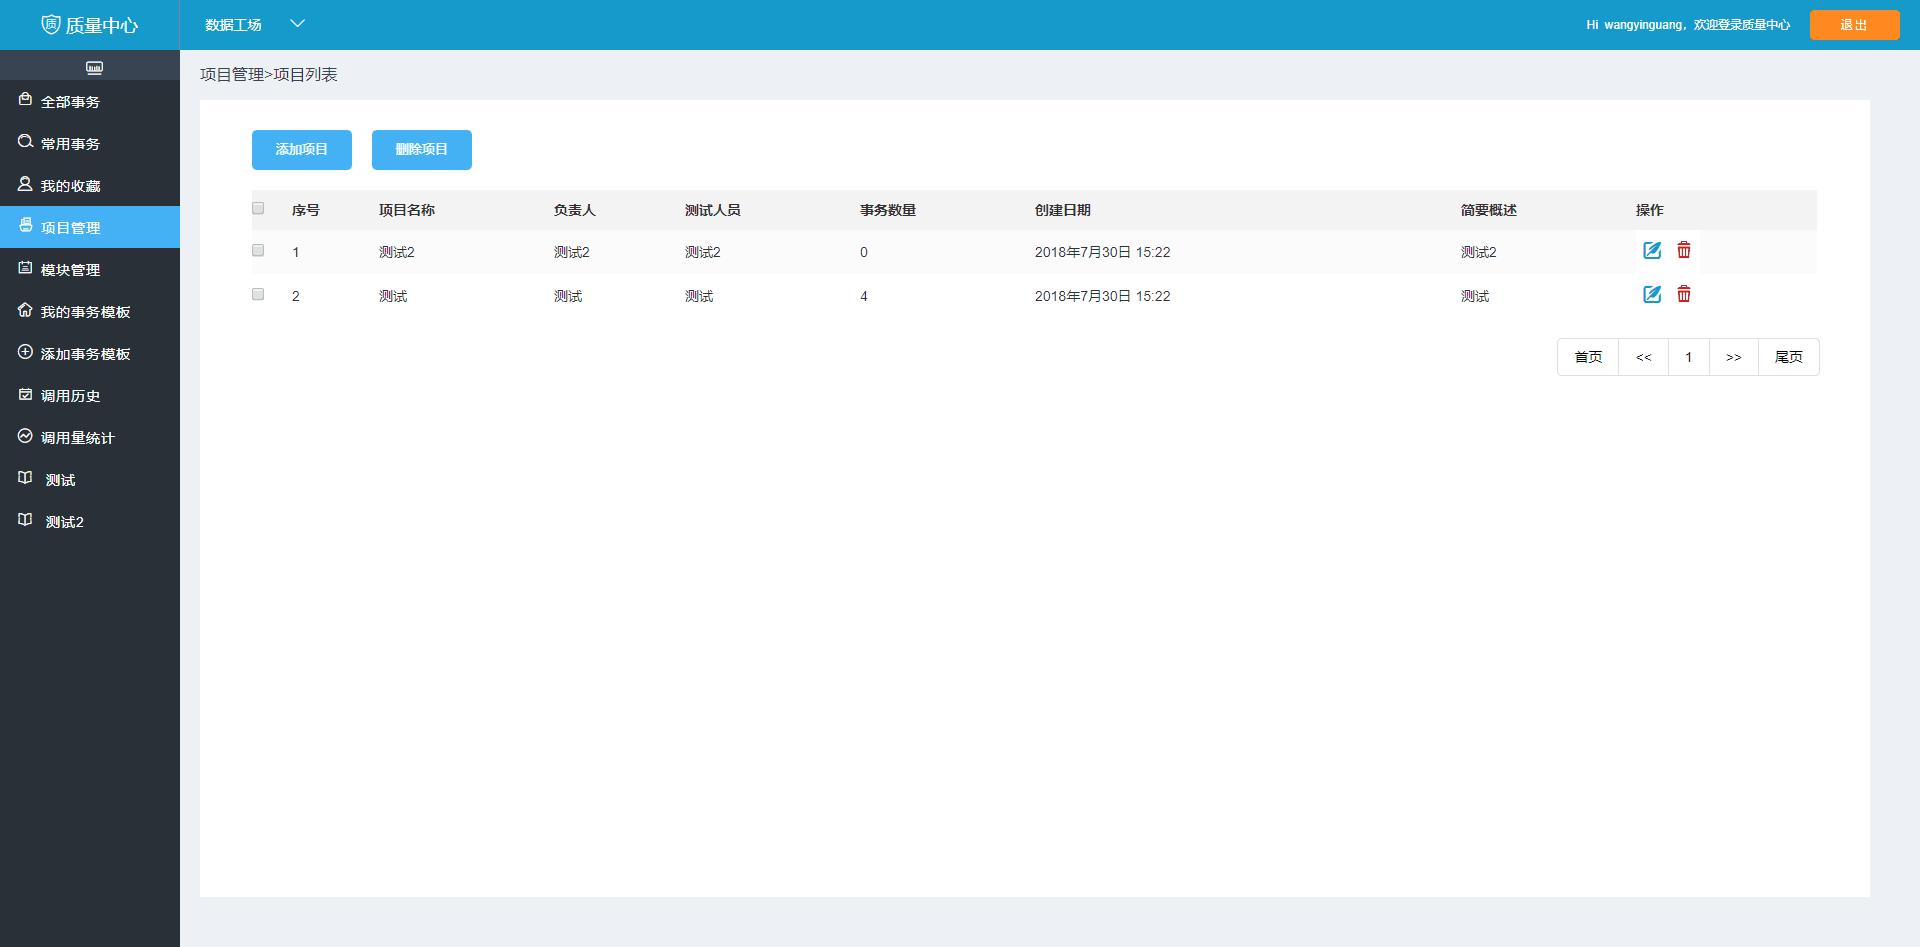 质量中心 数据工场 Hi wangyinguang，欢迎登录质量中心 退出
项目管理>项目列表
全部事务
常用事务
我的收藏
项目管理
模块管理
我的事务模板
添加事务模板
调用历史
调用量统计
测试
测试2
添加项目 删除项目
序号 项目名称 负责人 测试人员 事务数量 创建日期 简要概述 操作
1 测试2 测试2 测试2 0 2018年7月30日 15:22 测试2
2 测试 测试 测试 4 2018年7月30日 15:22 测试
首页 << 1 >> 尾页